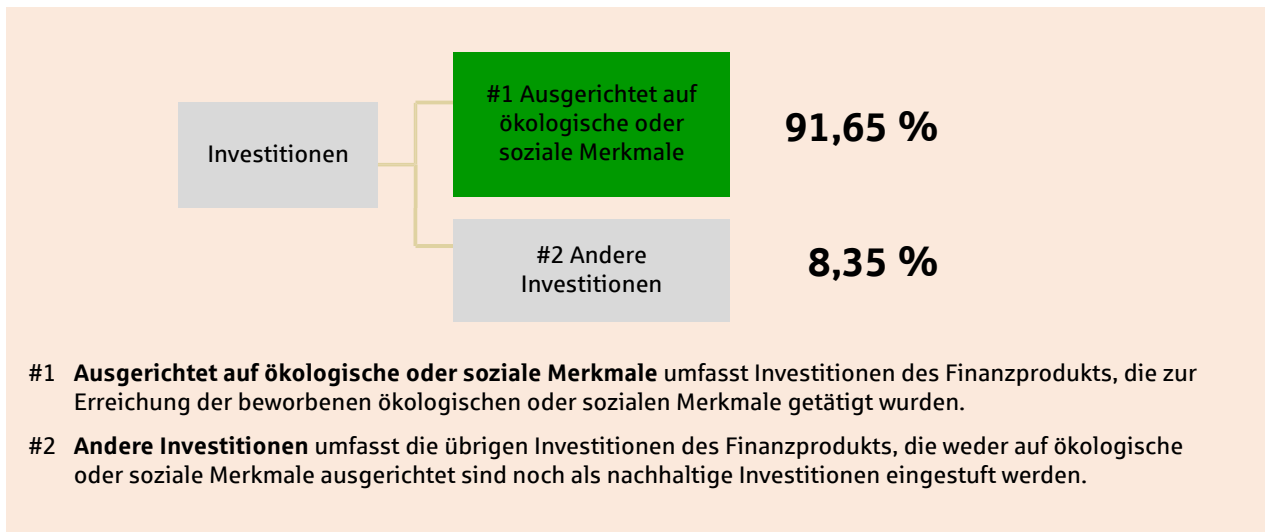 Investitionen
#1 Ausgerichtet auf
ökologische oder
soziale Merkmale
91,65 %
#2 Andere
Investitionen
8,35 %
#1 Ausgerichtet auf ökologische oder soziale Merkmale umfasst Investitionen des Finanzprodukts, die zur
Erreichung der beworbenen ökologischen oder sozialen Merkmale getätigt wurden.
#2 Andere Investitionen umfasst die übrigen Investitionen des Finanzprodukts, die weder auf ökologische
oder soziale Merkmale ausgerichtet sind noch als nachhaltige Investitionen eingestuft werden.